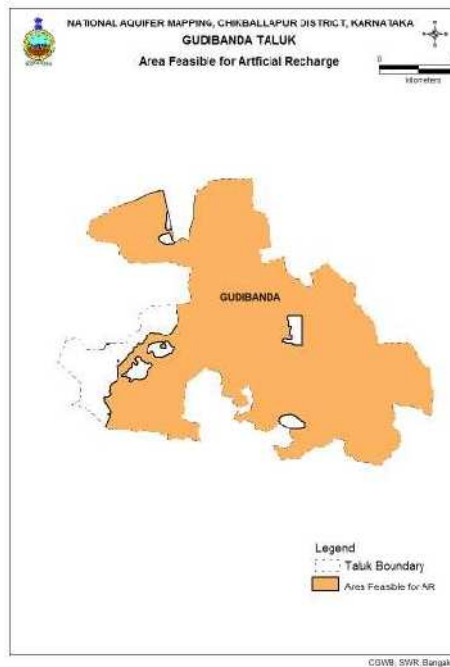 NATIONAL AQUIFER MAPPING, CHIKBALLAPUR DISTRICT, KARNATAKA
GUDIBANDA TALUK
Area Feasible for Artficial Recharge
0
kilometers
GUDIBANDA
Legend
Taluk Boundary
Area Feasible for AR
CGWB, SWR, Bangal